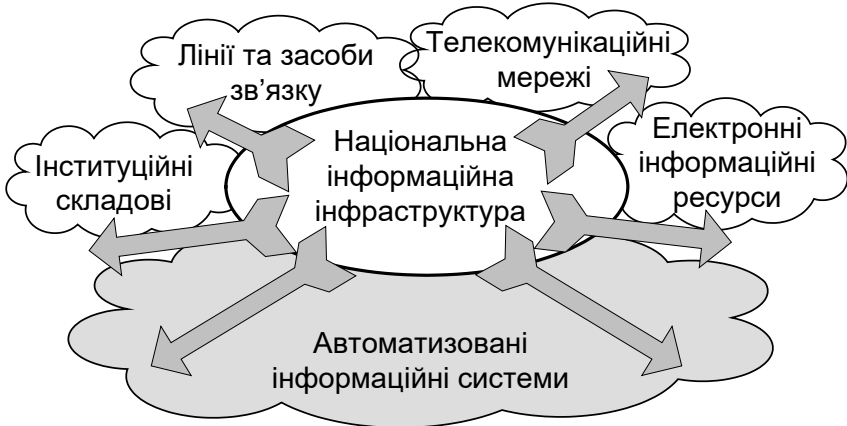 Лінії та засоби
зв’язку
Телекомунікаційні
мережі
Інституційні
складові
Національна
інформаційна
інфраструктура
Електронні
інформаційні
ресурси
Автоматизовані
інформаційні системи